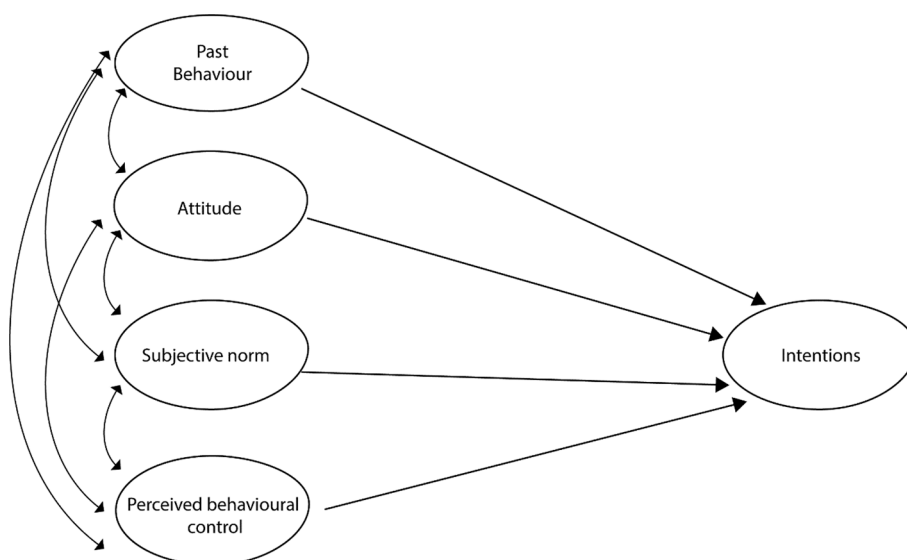 Past
Behaviour
Attitude
Subjective norm
Intentions
Perceived behavioural
control